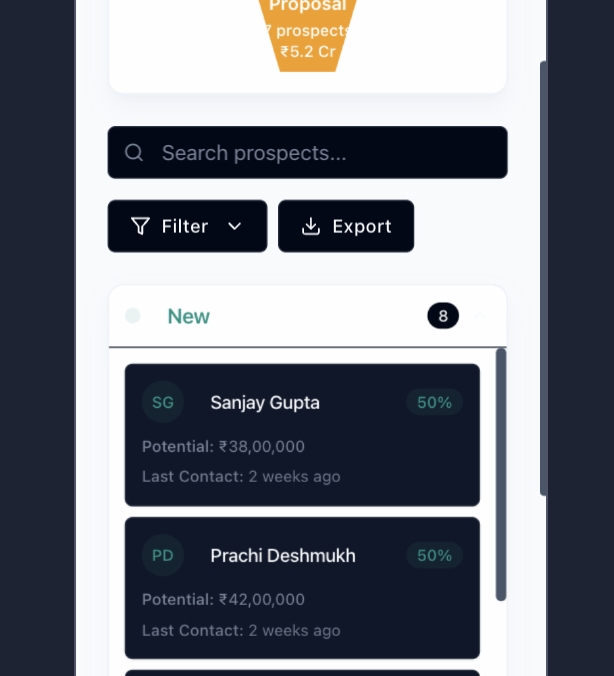 Proposal
7 prospects
₹5.2 Cr
Search prospects...
Filter
Export
New
8
SG
Sanjay Gupta
50%
Potential: ₹38,00,000
Last Contact: 2 weeks ago
PD
Prachi Deshmukh
50%
Potential: ₹42,00,000
Last Contact: 2 weeks ago